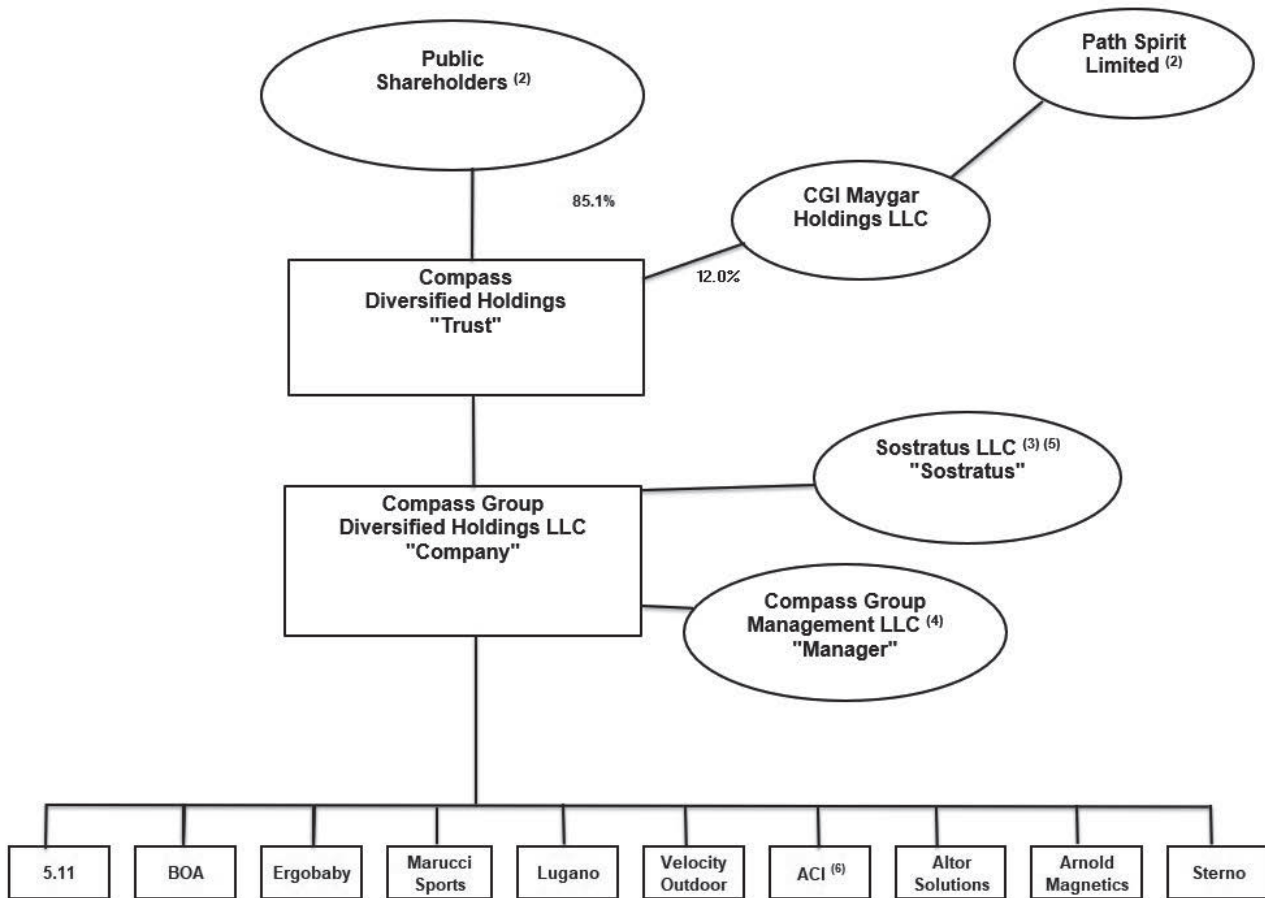 Public
Shareholders (2)
Path Spirit
Limited (2)
85.1%
CGI Maygar
Holdings LLC
12.0%
Compass
Diversified Holdings
"Trust"
Sostratus LLC (3) (5)
"Sostratus"
Compass Group
Diversified Holdings LLC
"Company"
Compass Group
Management LLC (4)
"Manager"
5.11
BOA
Ergobaby
Marucci
Sports
Lugano
Velocity
Outdoor
ACI (6)
Altor
Solutions
Arnold
Magnetics
Sterno